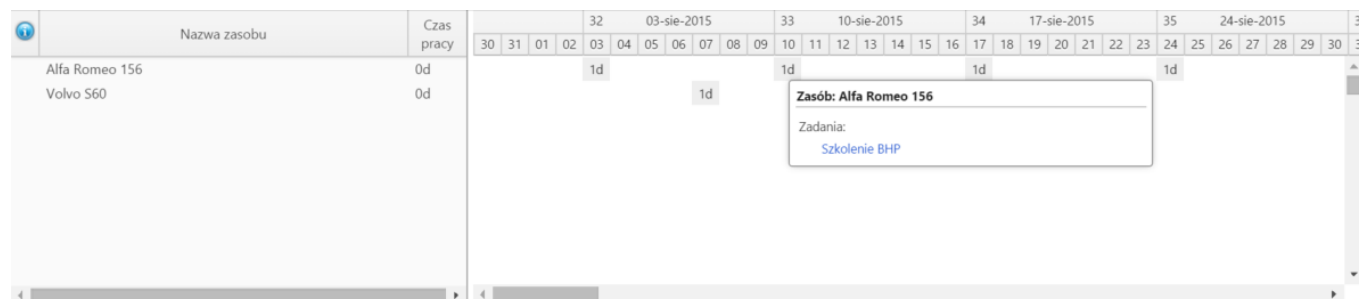 Nazwa zasobu
Czas pracy
32 03-sie-2015 33 10-sie-2015 34 17-sie-2015 35 24-sie-2015
30 31 01 02 03 04 05 06 07 08 09 10 11 12 13 14 15 16 17 18 19 20 21 22 23 24 25 26 27 28 29 30
Alfa Romeo 156 0d 1d 1d 1d 1d
Volvo S60 0d 1d
Zasób: Alfa Romeo 156
Zadania:
Szkolenie BHP